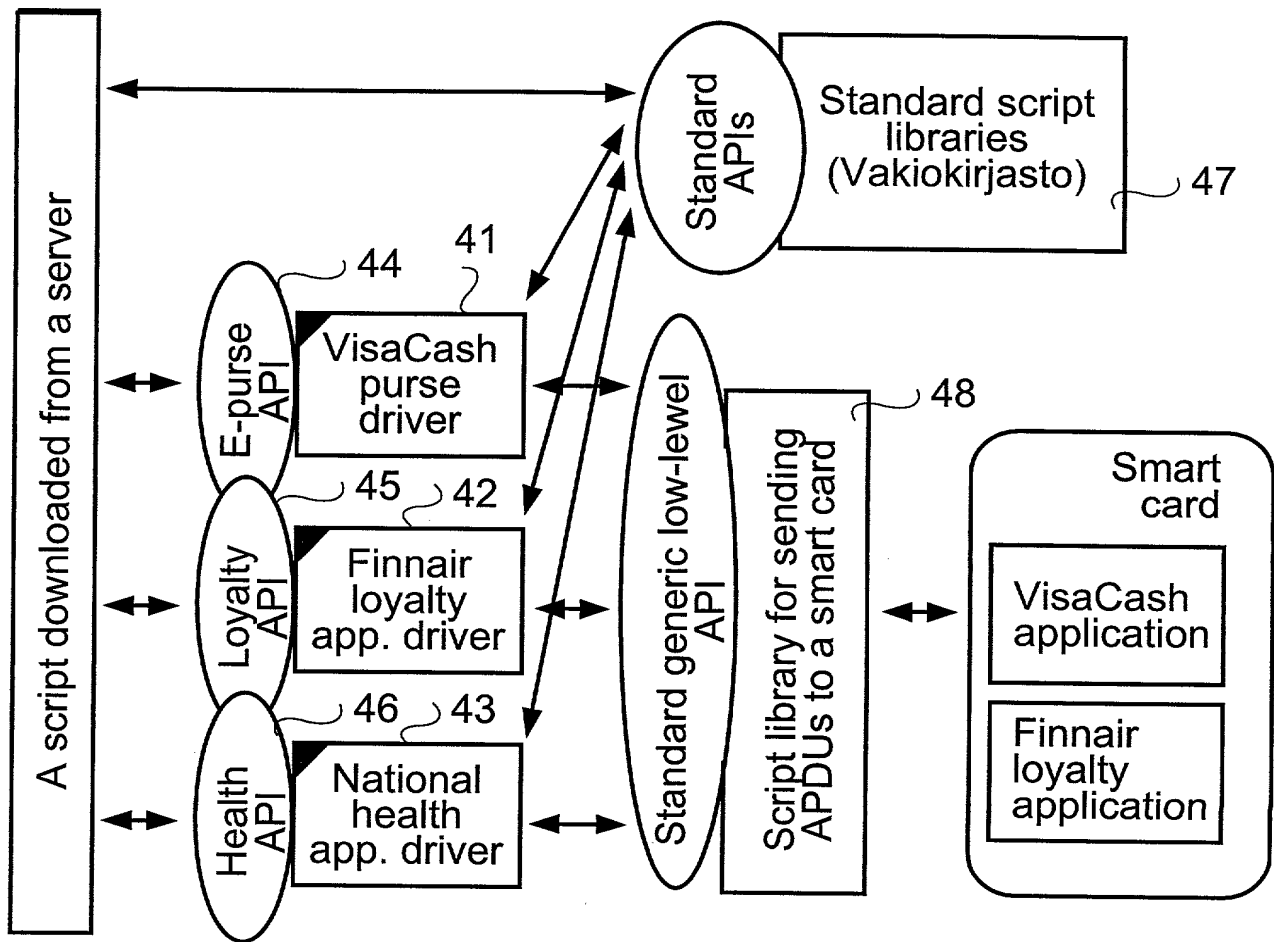 A script downloaded from a server
Standard
APIs
Standard script
libraries
(Vakiokirjasto)
47
44
41
E-purse
API
VisaCash
purse
driver
45
42
Loyalty
API
Finnair
loyalty
app. driver
46
43
Health
API
National
health
app. driver
Standard generic low-lewel
API
48
Script library for sending
APDUs to a smart card
Smart
card
VisaCash
application
Finnair
loyalty
application